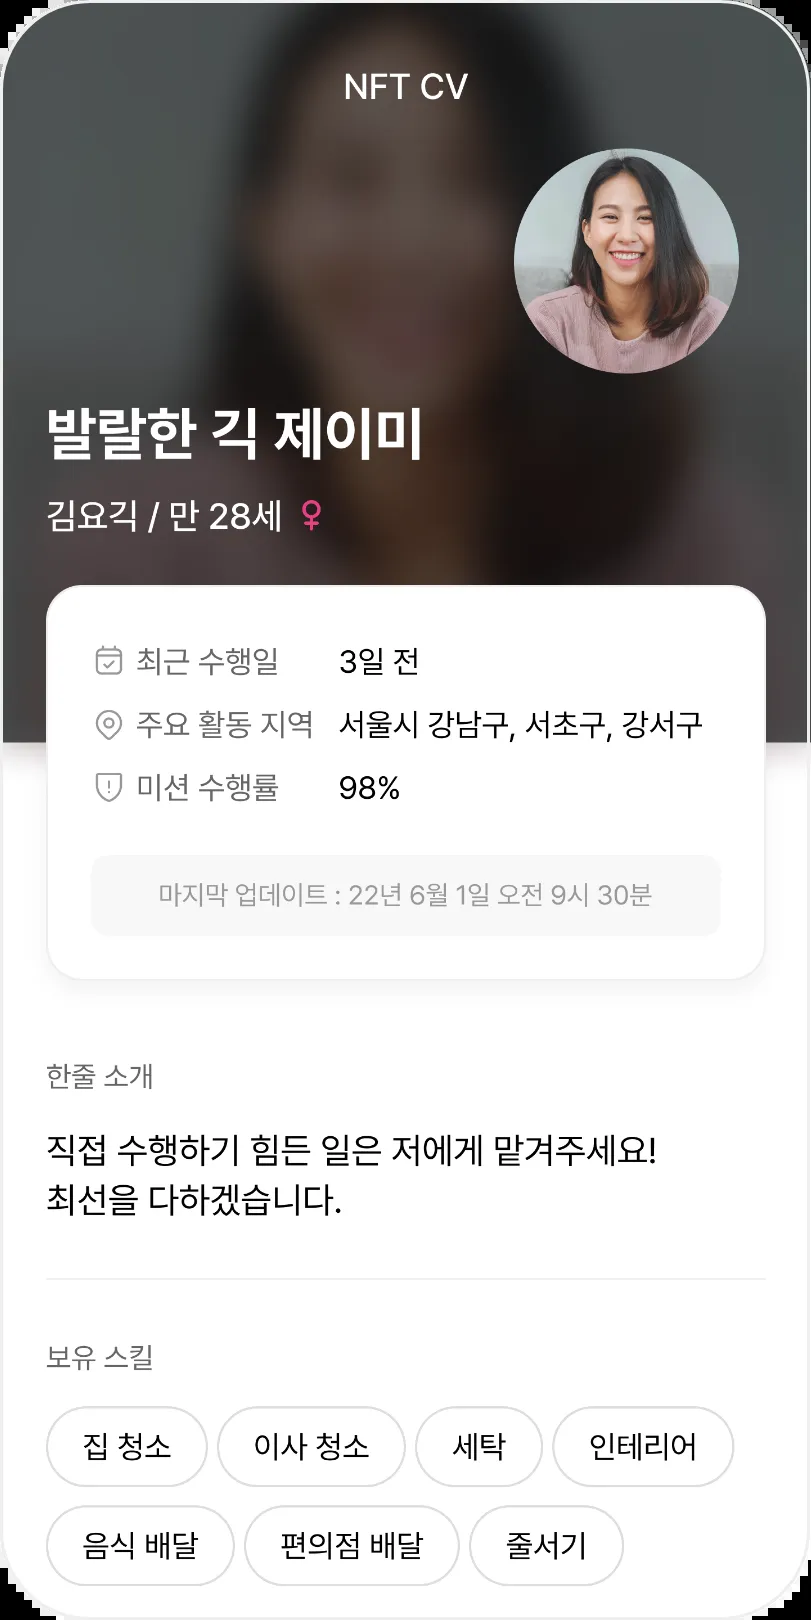 NFT CV
발랄한 긱 제이미
김요긱 / 만 28세 ♀
최근 수행일 3일 전
주요 활동 지역 서울시 강남구, 서초구, 강서구
미션 수행률 98%
마지막 업데이트 : 22년 6월 1일 오전 9시 30분
한줄 소개
직접 수행하기 힘든 일은 저에게 맡겨주세요!
최선을 다하겠습니다.
보유 스킬
집 청소 이사 청소 세탁 인테리어
음식 배달 편의점 배달 줄서기